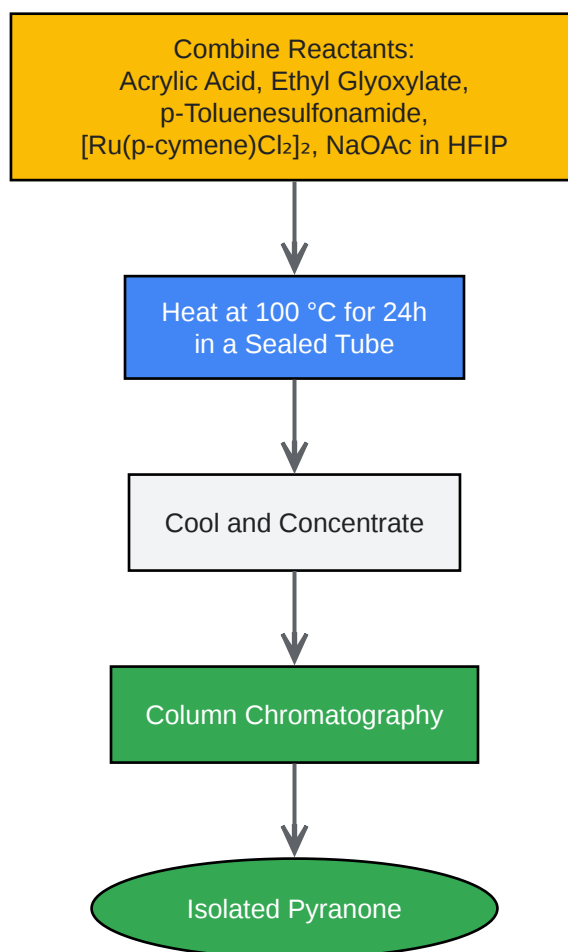 Combine Reactants:
Acrylic Acid, Ethyl Glyoxylate,
p-Toluenesulfonamide,
[Ru(p-cymene)Cl₂]₂, NaOAc in HFIP
Heat at 100 °C for 24h
in a Sealed Tube
Cool and Concentrate
Column Chromatography
Isolated Pyranone